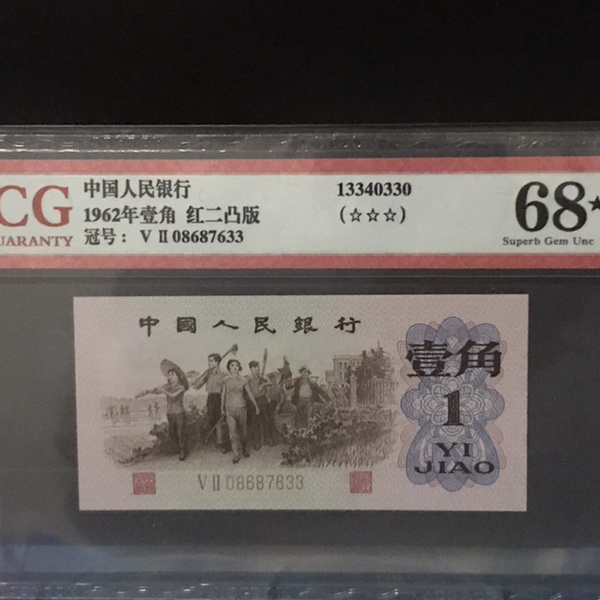 CG
UARANTY
中国人民银行
1962年壹角 红二凸版
冠号：V Ⅱ 08687633
13340330
(☆☆☆)
68★
Superb Gem Unc
中國人民銀行
壹角
1
YI
JIAO
V Ⅱ 08687633